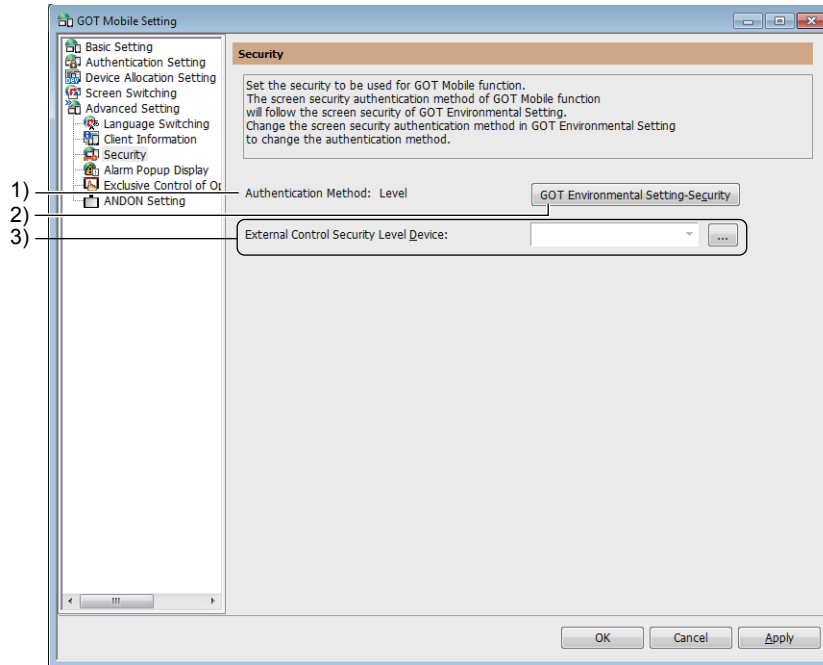 GOT Mobile Setting
Basic Setting
Authentication Setting
Device Allocation Setting
Screen Switching
Advanced Setting
Language Switching
Client Information
Security
Alarm Popup Display
Exclusive Control of Op
ANDON Setting
Security
Set the security to be used for GOT Mobile function.
The screen security authentication method of GOT Mobile function
will follow the screen security of GOT Environmental Setting.
Change the screen security authentication method in GOT Environmental Setting
to change the authentication method.
1)
Authentication Method: Level
GOT Environmental Setting-Security
2)
3)
External Control Security Level Device:
...
OK Cancel Apply